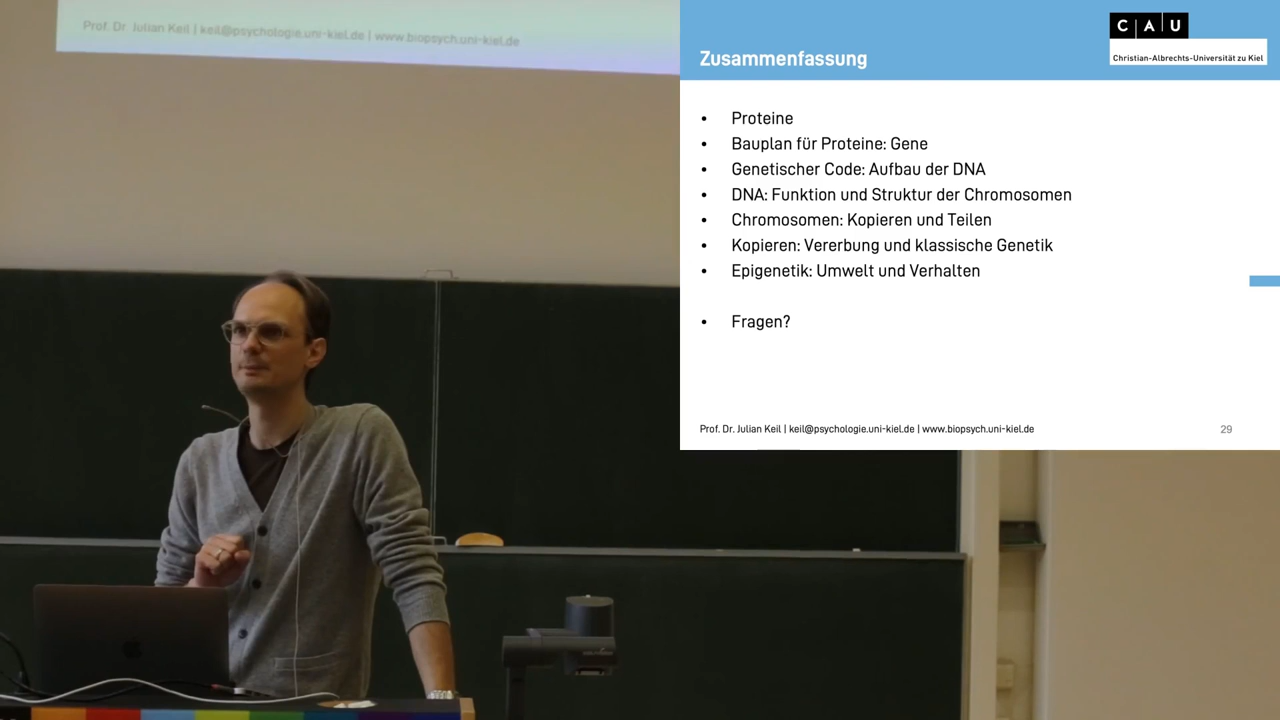 Prof. Dr. Julian Keil | keil@psychologie.uni-kiel.de | www.biopsych.uni-kiel.de
Zusammenfassung
CAU
Christian-Albrechts-Universität zu Kiel
• Proteine
• Bauplan für Proteine: Gene
• Genetischer Code: Aufbau der DNA
• DNA: Funktion und Struktur der Chromosomen
• Chromosomen: Kopieren und Teilen
• Kopieren: Vererbung und klassische Genetik
• Epigenetik: Umwelt und Verhalten
• Fragen?
Prof. Dr. Julian Keil | keil@psychologie.uni-kiel.de | www.biopsych.uni-kiel.de
29